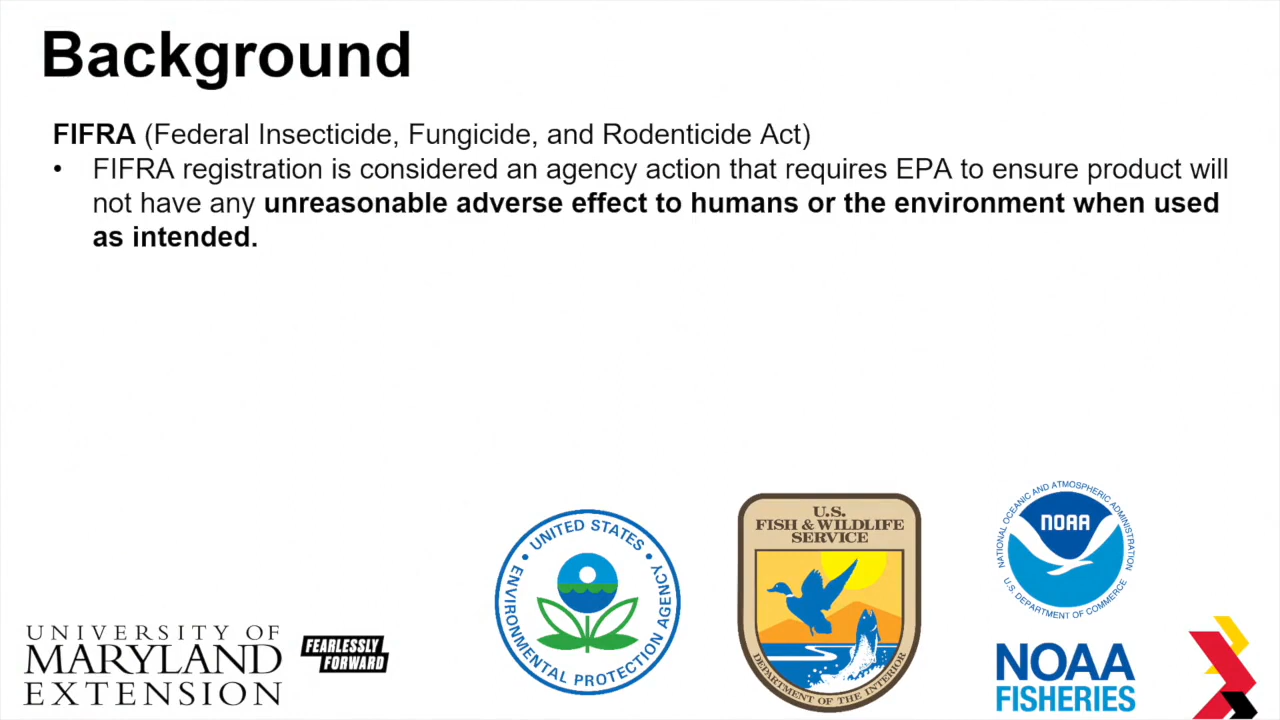 Background
FIFRA (Federal Insecticide, Fungicide, and Rodenticide Act)
• FIFRA registration is considered an agency action that requires EPA to ensure product will
not have any unreasonable adverse effect to humans or the environment when used
as intended.
UNIVERSITY OF
MARYLAND
EXTENSION
FEARLESSLY
FORWARD
UNITED STATES
ENVIRONMENTAL PROTECTION AGENCY
U.S.
FISH & WILDLIFE
SERVICE
DEPARTMENT OF THE INTERIOR
NATIONAL OCEANIC AND ATMOSPHERIC ADMINISTRATION
NOAA
U.S. DEPARTMENT OF COMMERCE
NOAA
FISHERIES